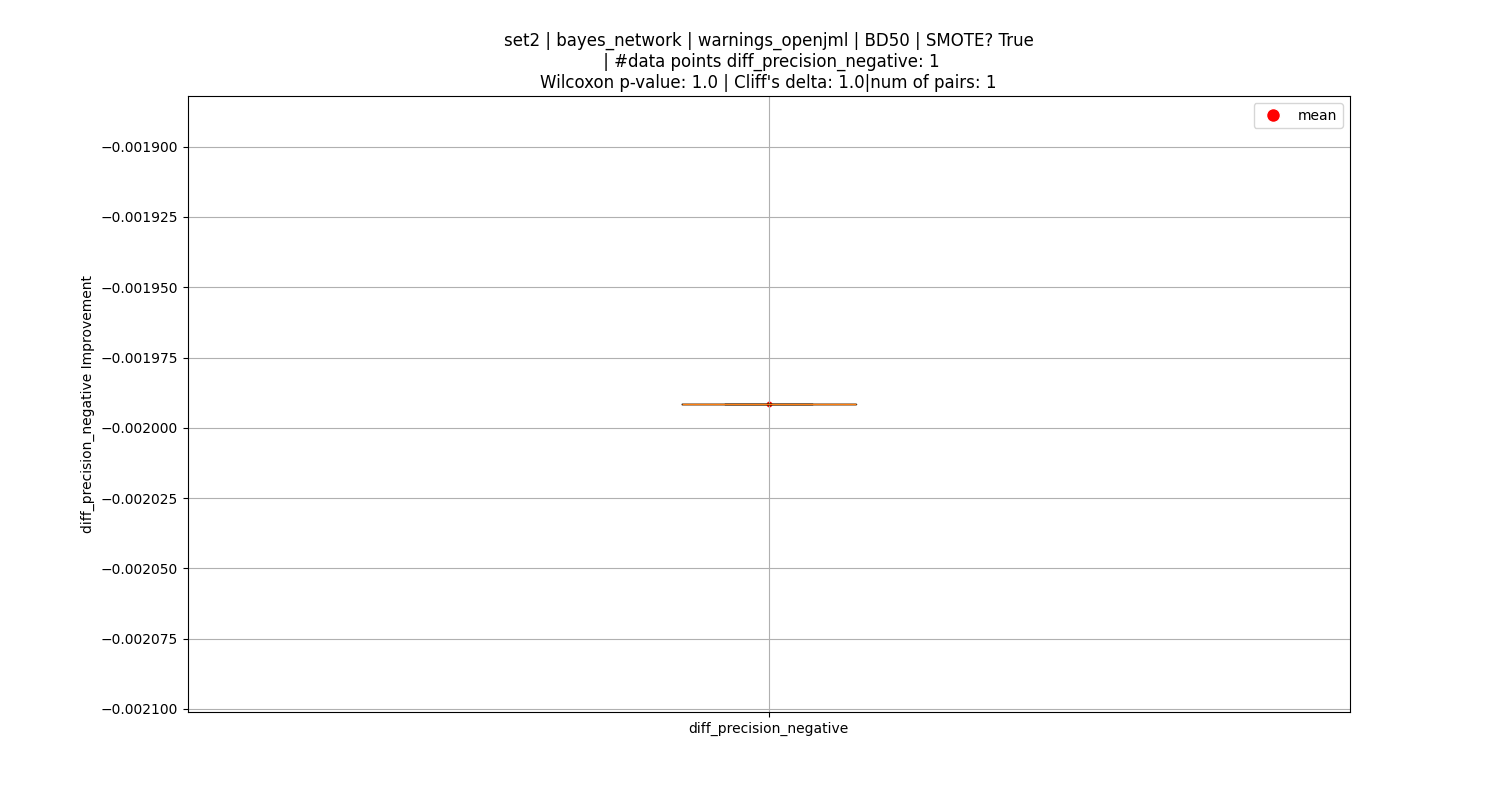 set2 | bayes_network | warnings_openjml | BD50 | SMOTE? True
| #data points diff_precision_negative: 1
Wilcoxon p-value: 1.0 | Cliff's delta: 1.0|num of pairs: 1
mean
−0.001900
−0.001925
−0.001950
−0.001975
−0.002000
−0.002025
−0.002050
−0.002075
−0.002100
diff_precision_negative Improvement
diff_precision_negative